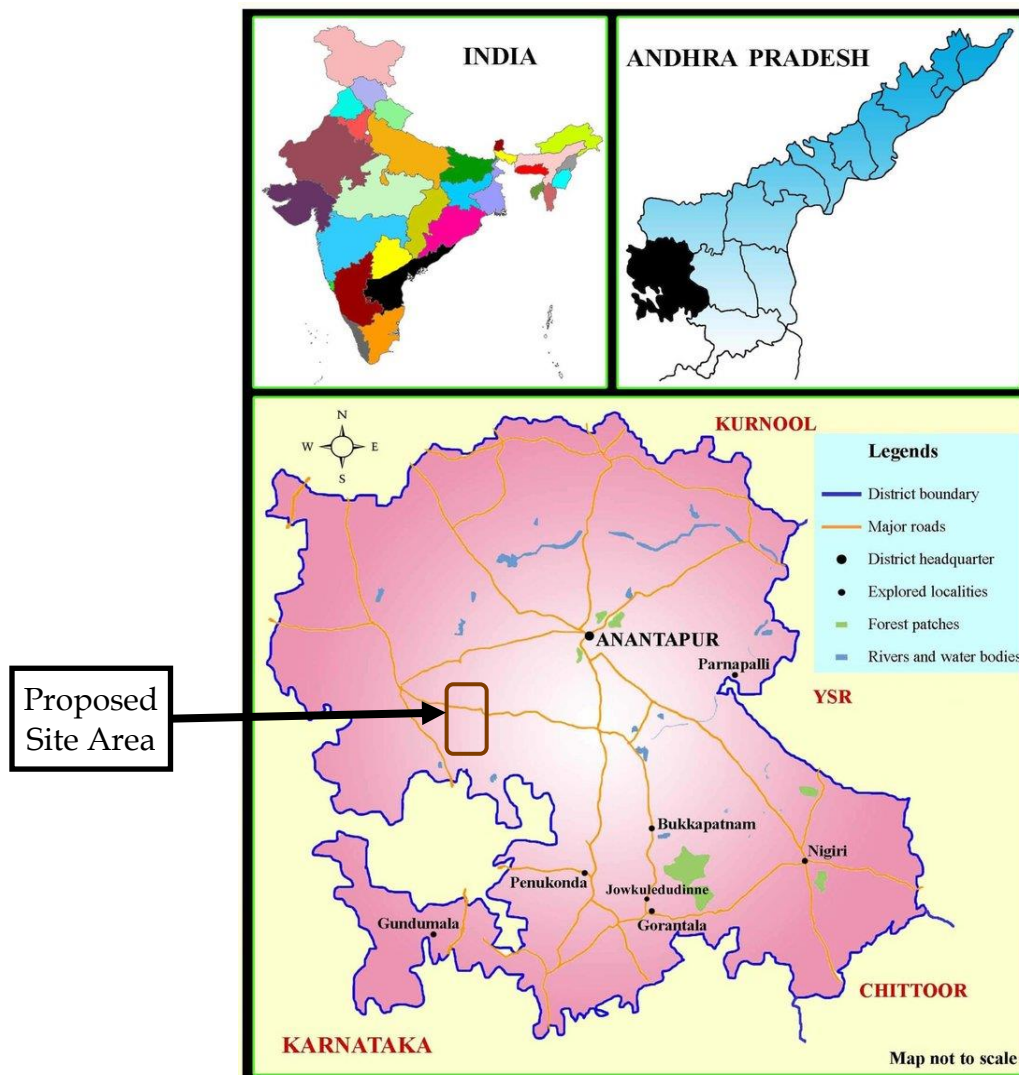 INDIA
ANDHRA PRADESH
KURNOOL
N
W E
S
Legends
District boundary
Major roads
District headquarter
Explored localities
Forest patches
Rivers and water bodies
ANANTAPUR
Parnapalli
YSR
Proposed
Site Area
Bukkapatnam
Nigiri
Penukonda
Jowkuledudinne
Gorantala
Gundumala
CHITTOOR
KARNATAKA
Map not to scale